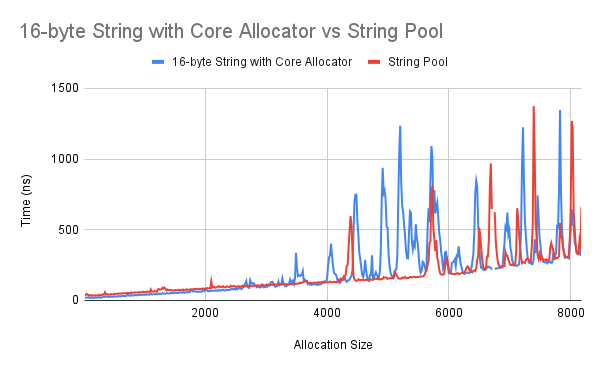 16-byte String with Core Allocator vs String Pool
16-byte String with Core Allocator
String Pool
1500
1000
500
0
Time (ns)
2000
4000
6000
8000
Allocation Size